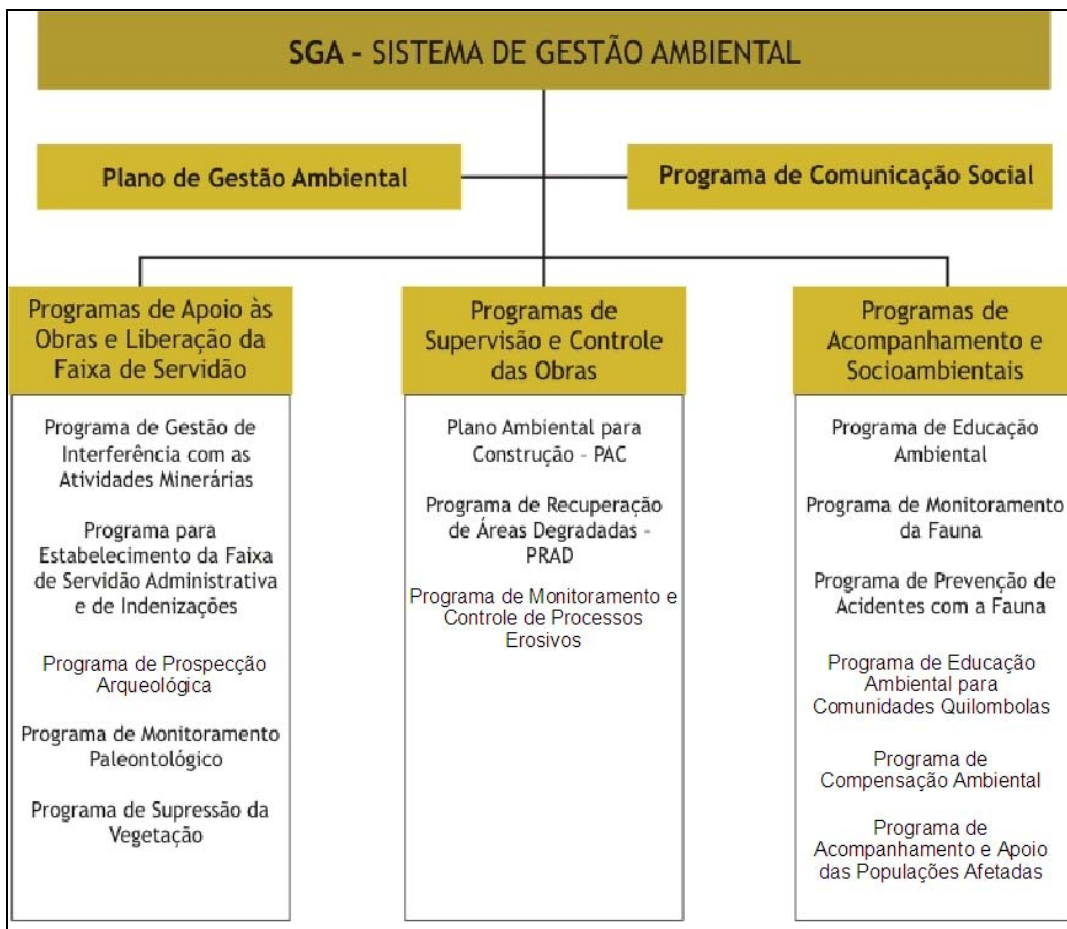 SGA - SISTEMA DE GESTÃO AMBIENTAL
Plano de Gestão Ambiental
Programa de Comunicação Social
Programas de Apoio às
Obras e Liberação da
Faixa de Servidão
Programa de Gestão de
Interferência com as
Atividades Minerárias
Programa para
Estabelecimento da Faixa
de Servidão Administrativa
e de Indenizações
Programa de Prospecção
Arqueológica
Programa de Monitoramento
Paleontológico
Programa de Supressão da
Vegetação
Programas de
Supervisão e Controle
das Obras
Plano Ambiental para
Construção - PAC
Programa de Recuperação
de Áreas Degradadas -
PRAD
Programa de Monitoramento e
Controle de Processos
Erosivos
Programas de
Acompanhamento e
Socioambientais
Programa de Educação
Ambiental
Programa de Monitoramento
da Fauna
Programa de Prevenção de
Acidentes com a Fauna
Programa de Educação
Ambiental para
Comunidades Quilombolas
Programa de
Compensação Ambiental
Programa de
Acompanhamento e Apoio
das Populações Afetadas